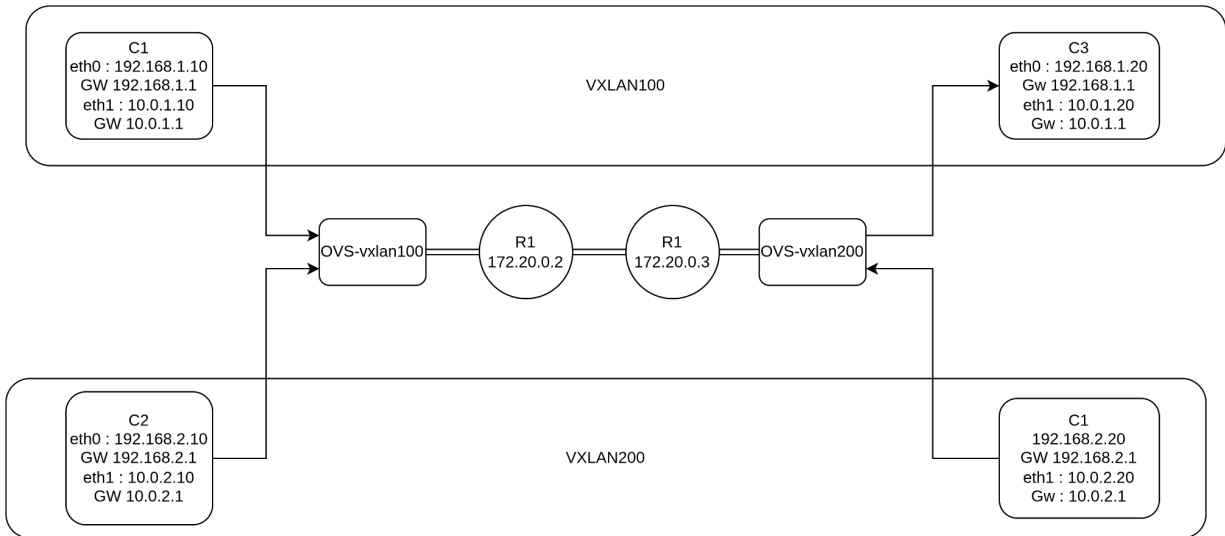 C1
eth0 : 192.168.1.10
GW 192.168.1.1
eth1 : 10.0.1.10
GW 10.0.1.1
VXLAN100
C3
eth0 : 192.168.1.20
Gw 192.168.1.1
eth1 : 10.0.1.20
Gw : 10.0.1.1
OVS-vxlan100
R1
172.20.0.2
R1
172.20.0.3
OVS-vxlan200
C2
eth0 : 192.168.2.10
GW 192.168.2.1
eth1 : 10.0.2.10
GW 10.0.2.1
VXLAN200
C1
192.168.2.20
GW 192.168.2.1
eth1 : 10.0.2.20
Gw : 10.0.2.1